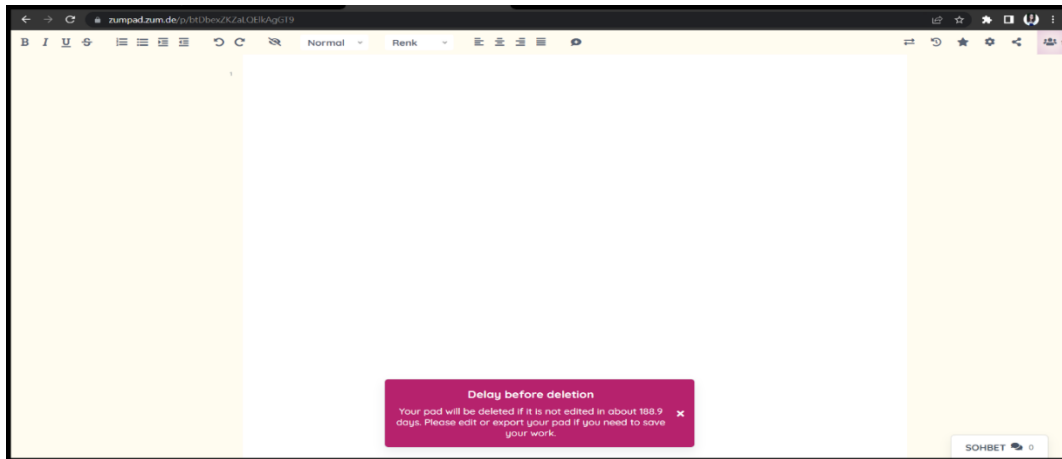 zumpad.zum.de/p/btDbexZKZaLQEkAgGT9
B I U S Normal Renk
1
Delay before deletion
Your pad will be deleted if it is not edited in about 188.9
days. Please edit or export your pad if you need to save
your work.
SOHBET 0